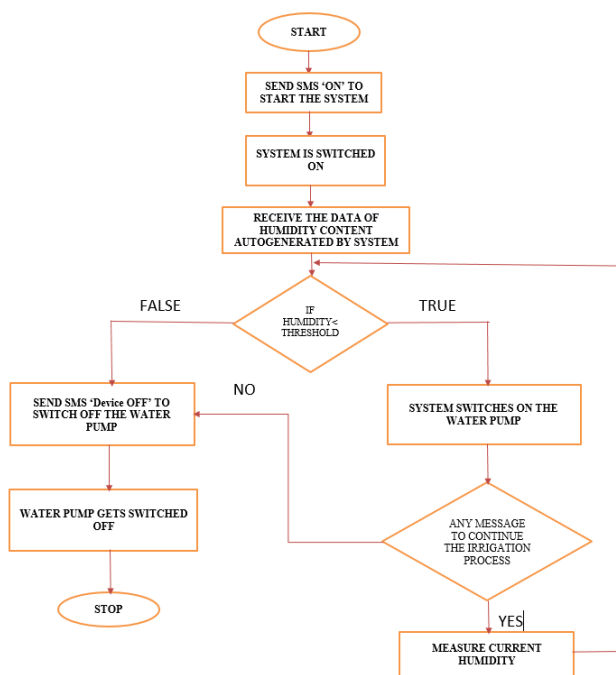 START
SEND SMS ‘ON’ TO
START THE SYSTEM
SYSTEM IS SWITCHED
ON
RECEIVE THE DATA OF
HUMIDITY CONTENT
AUTOGENERATED BY SYSTEM
IF
HUMIDITY<
THRESHOLD
FALSE
TRUE
SEND SMS ‘Device OFF’ TO
SWITCH OFF THE WATER
PUMP
NO
SYSTEM SWITCHES ON THE
WATER PUMP
WATER PUMP GETS SWITCHED
OFF
ANY MESSAGE
TO CONTINUE
THE IRRIGATION
PROCESS
STOP
YES
MEASURE CURRENT
HUMIDITY